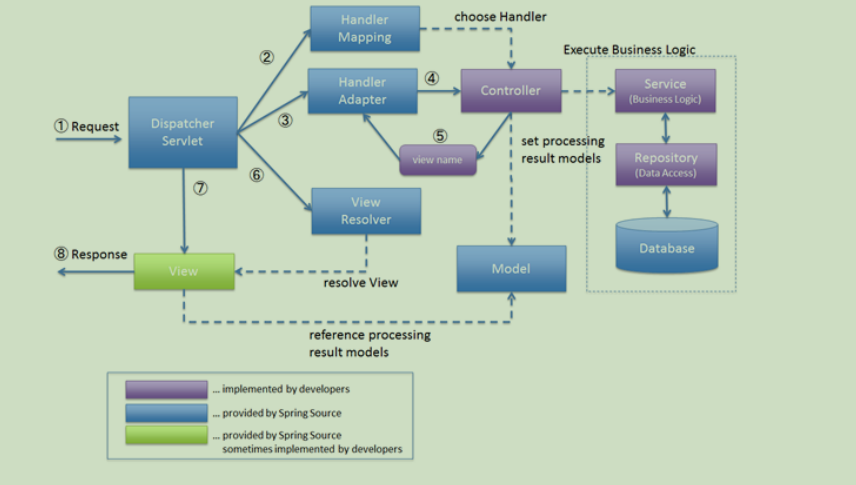 Handler
Mapping
choose Handler
②
Execute Business Logic
Handler
Adapter
④
Controller
Service
(Business Logic)
① Request
Dispatcher
Servlet
③
⑤
view name
set processing
result models
Repository
(Data Access)
⑥
⑦
View
Resolver
Database
⑧ Response
View
resolve View
Model
reference processing
result models
... implemented by developers
... provided by Spring Source
... provided by Spring Source
sometimes implemented by developers